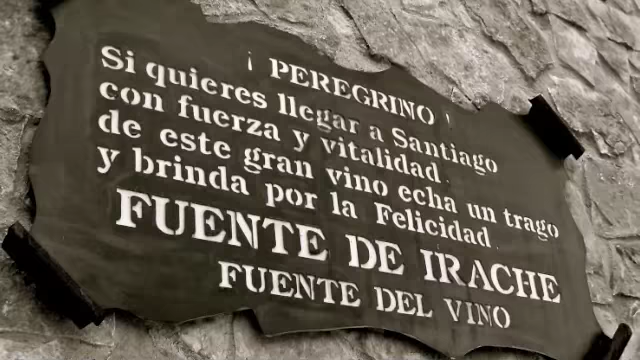 ¡ PEREGRINO !
Si quieres llegar a Santiago
con fuerza y vitalidad
de este gran vino echa un trago
y brinda por la Felicidad
FUENTE DE IRACHE
FUENTE DEL VINO